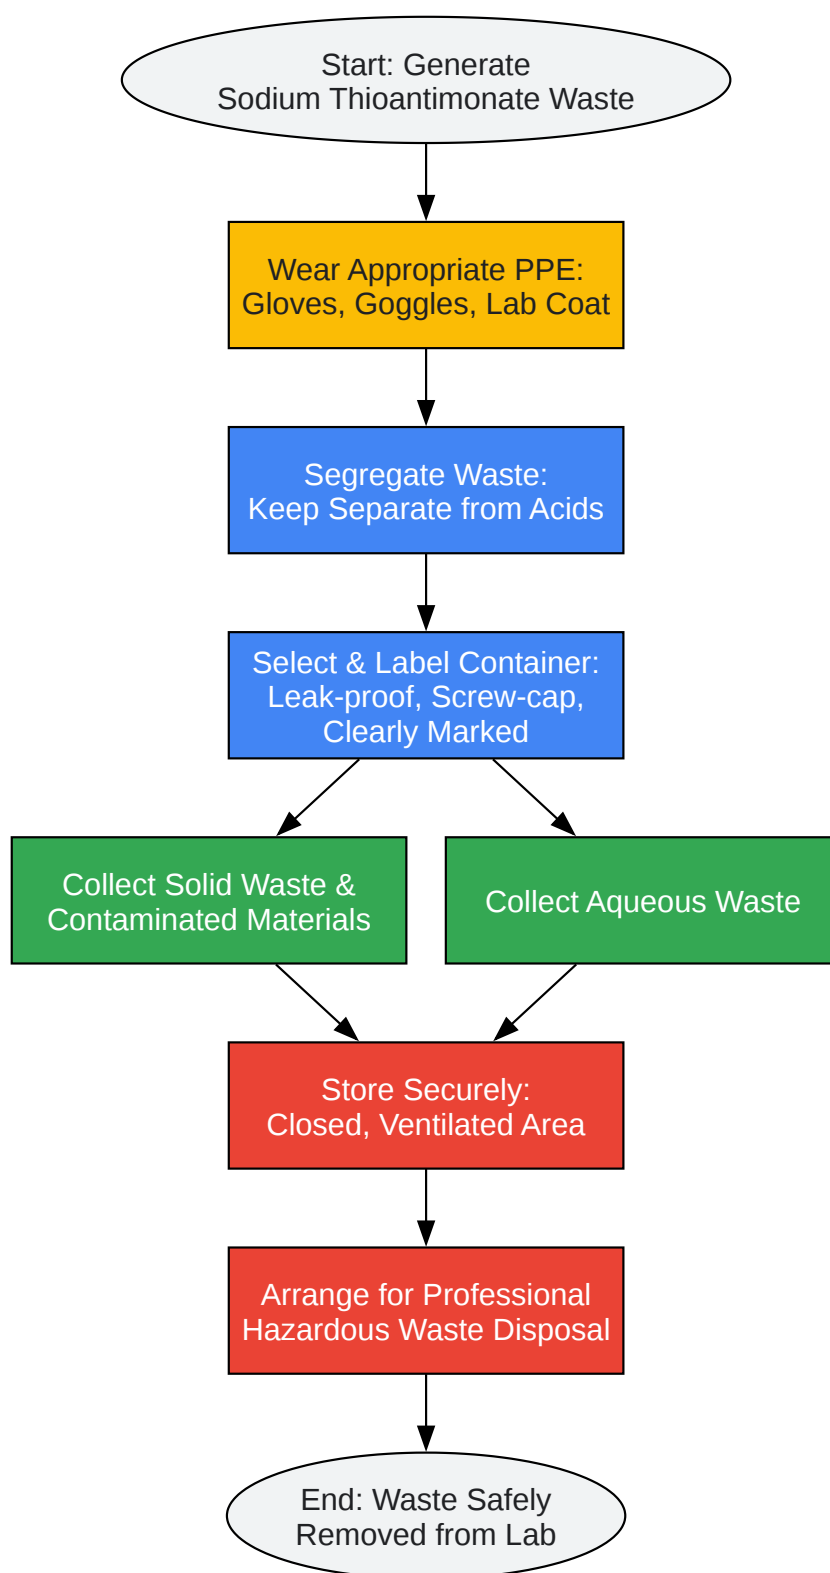 Start: Generate
Sodium Thioantimonate Waste
Wear Appropriate PPE:
Gloves, Goggles, Lab Coat
Segregate Waste:
Keep Separate from Acids
Select & Label Container:
Leak-proof, Screw-cap,
Clearly Marked
Collect Solid Waste &
Contaminated Materials
Collect Aqueous Waste
Store Securely:
Closed, Ventilated Area
Arrange for Professional
Hazardous Waste Disposal
End: Waste Safely
Removed from Lab